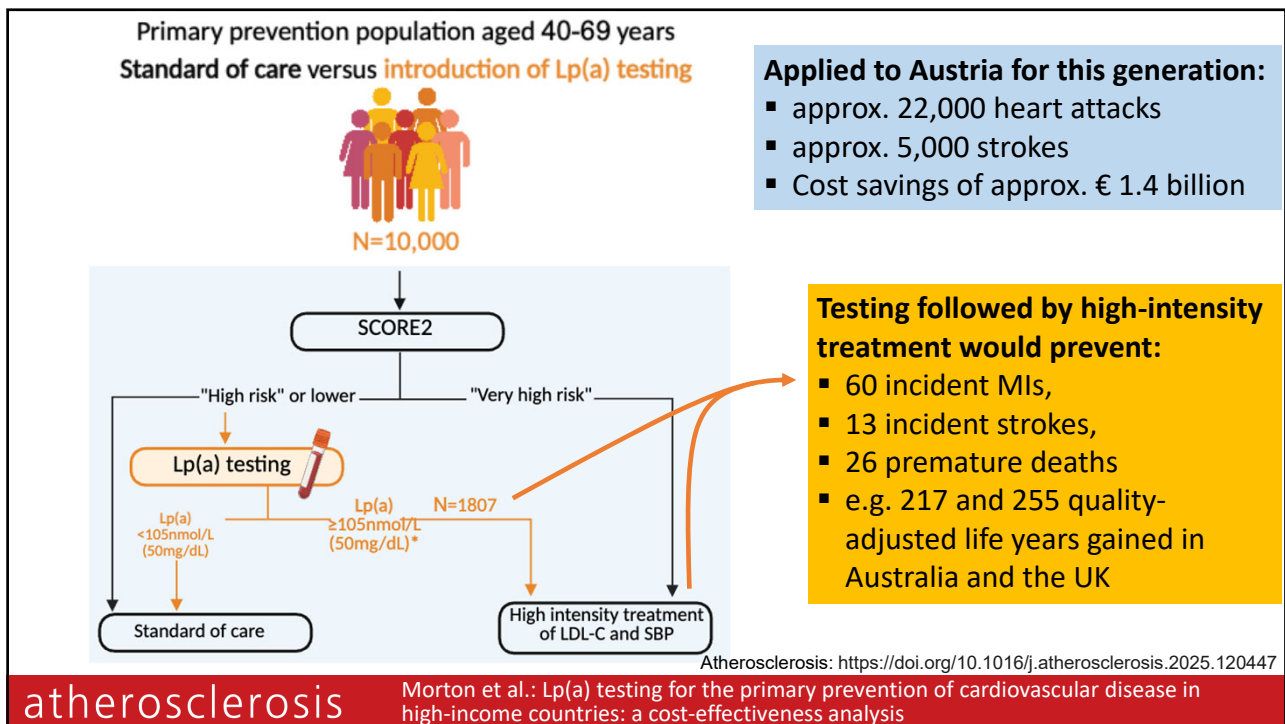 Primary prevention population aged 40-69 years
Standard of care versus introduction of Lp(a) testing
N=10,000
SCORE2
"High risk" or lower
"Very high risk"
Lp(a) testing
Lp(a)
<105nmol/L
(50mg/dL)
Lp(a)
≥105nmol/L
(50mg/dL)*
N=1807
Standard of care
High intensity treatment
of LDL-C and SBP
Applied to Austria for this generation:
▪ approx. 22,000 heart attacks
▪ approx. 5,000 strokes
▪ Cost savings of approx. € 1.4 billion
Testing followed by high-intensity
treatment would prevent:
▪ 60 incident MIs,
▪ 13 incident strokes,
▪ 26 premature deaths
▪ e.g. 217 and 255 quality-
adjusted life years gained in
Australia and the UK
Atherosclerosis: https://doi.org/10.1016/j.atherosclerosis.2025.120447
atherosclerosis
Morton et al.: Lp(a) testing for the primary prevention of cardiovascular disease in
high-income countries: a cost-effectiveness analysis